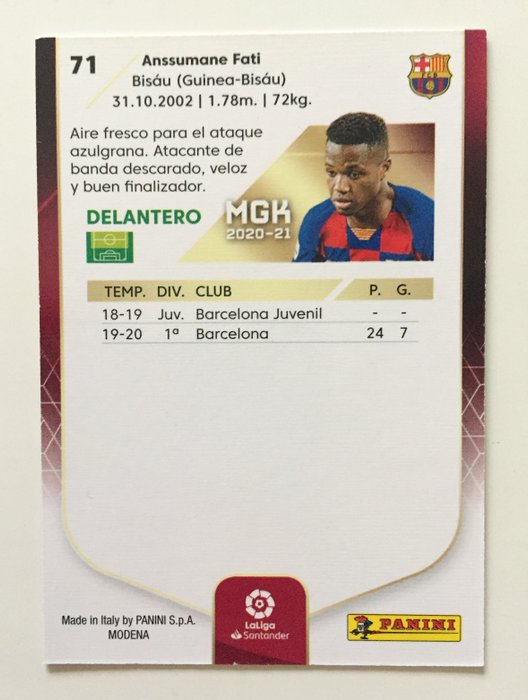 71
Anssumane Fati
Bisáu (Guinea-Bisáu)
31.10.2002 | 1.78m. | 72kg.
FCB
Aire fresco para el ataque
azulgrana. Atacante de
banda descarado, veloz
y buen finalizador.
DELANTERO
MGK
2020-21
TEMP. DIV. CLUB P. G.
18-19 Juv. Barcelona Juvenil - -
19-20 1ª Barcelona 24 7
Made in Italy by PANINI S.p.A.
MODENA
LaLiga
Santander
PANINI